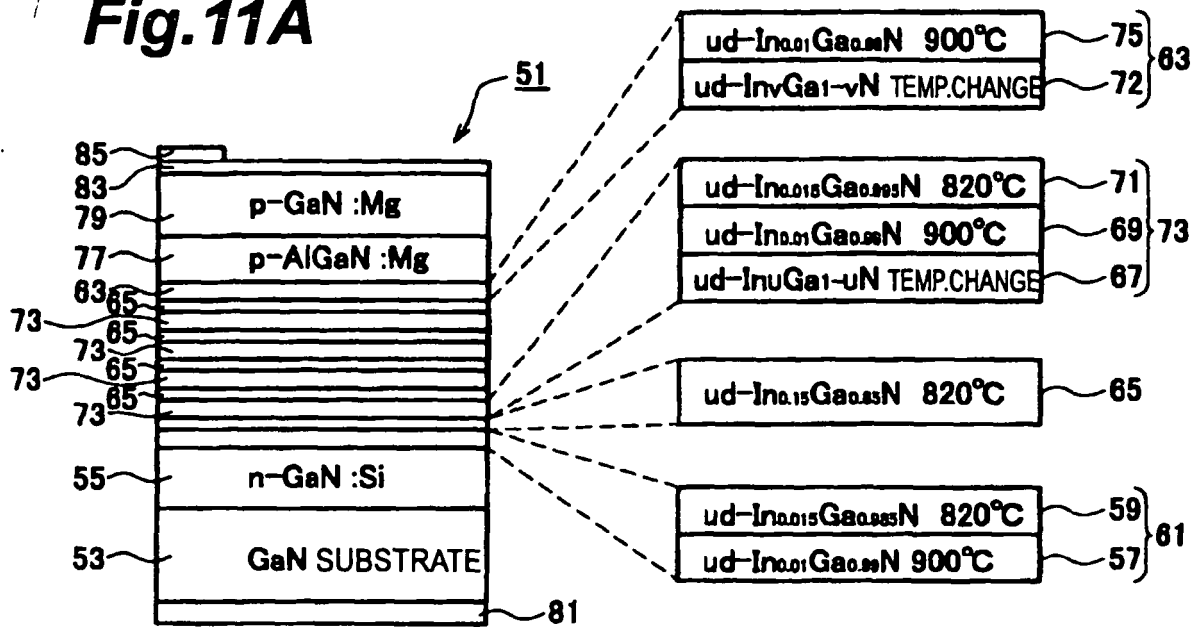 Fig.11A
51
85
83
79
p-GaN :Mg
77
p-AlGaN :Mg
63
65
73
65
73
65
73
65
73
55
n-GaN :Si
53
GaN SUBSTRATE
81
ud-In0.01Ga0.99N 900°C 75
63
ud-InvGa1-vN TEMP.CHANGE 72
ud-In0.015Ga0.995N 820°C 71
ud-In0.01Ga0.99N 900°C 69 73
ud-InuGa1-uN TEMP.CHANGE 67
ud-In0.15Ga0.85N 820°C 65
ud-In0.015Ga0.985N 820°C 59
61
ud-In0.01Ga0.99N 900°C 57